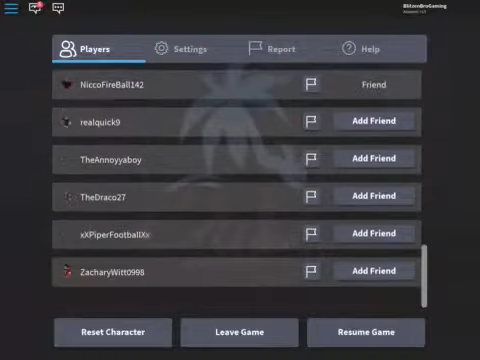 BlitzenBroGaming
Players
Settings
Report
Help
NiccoFireBall142
Friend
realquick9
Add Friend
TheAnnoyyaboy
Add Friend
TheDraco27
Add Friend
xXPiperFootballXx
Add Friend
ZacharyWitt0998
Add Friend
Reset Character
Leave Game
Resume Game